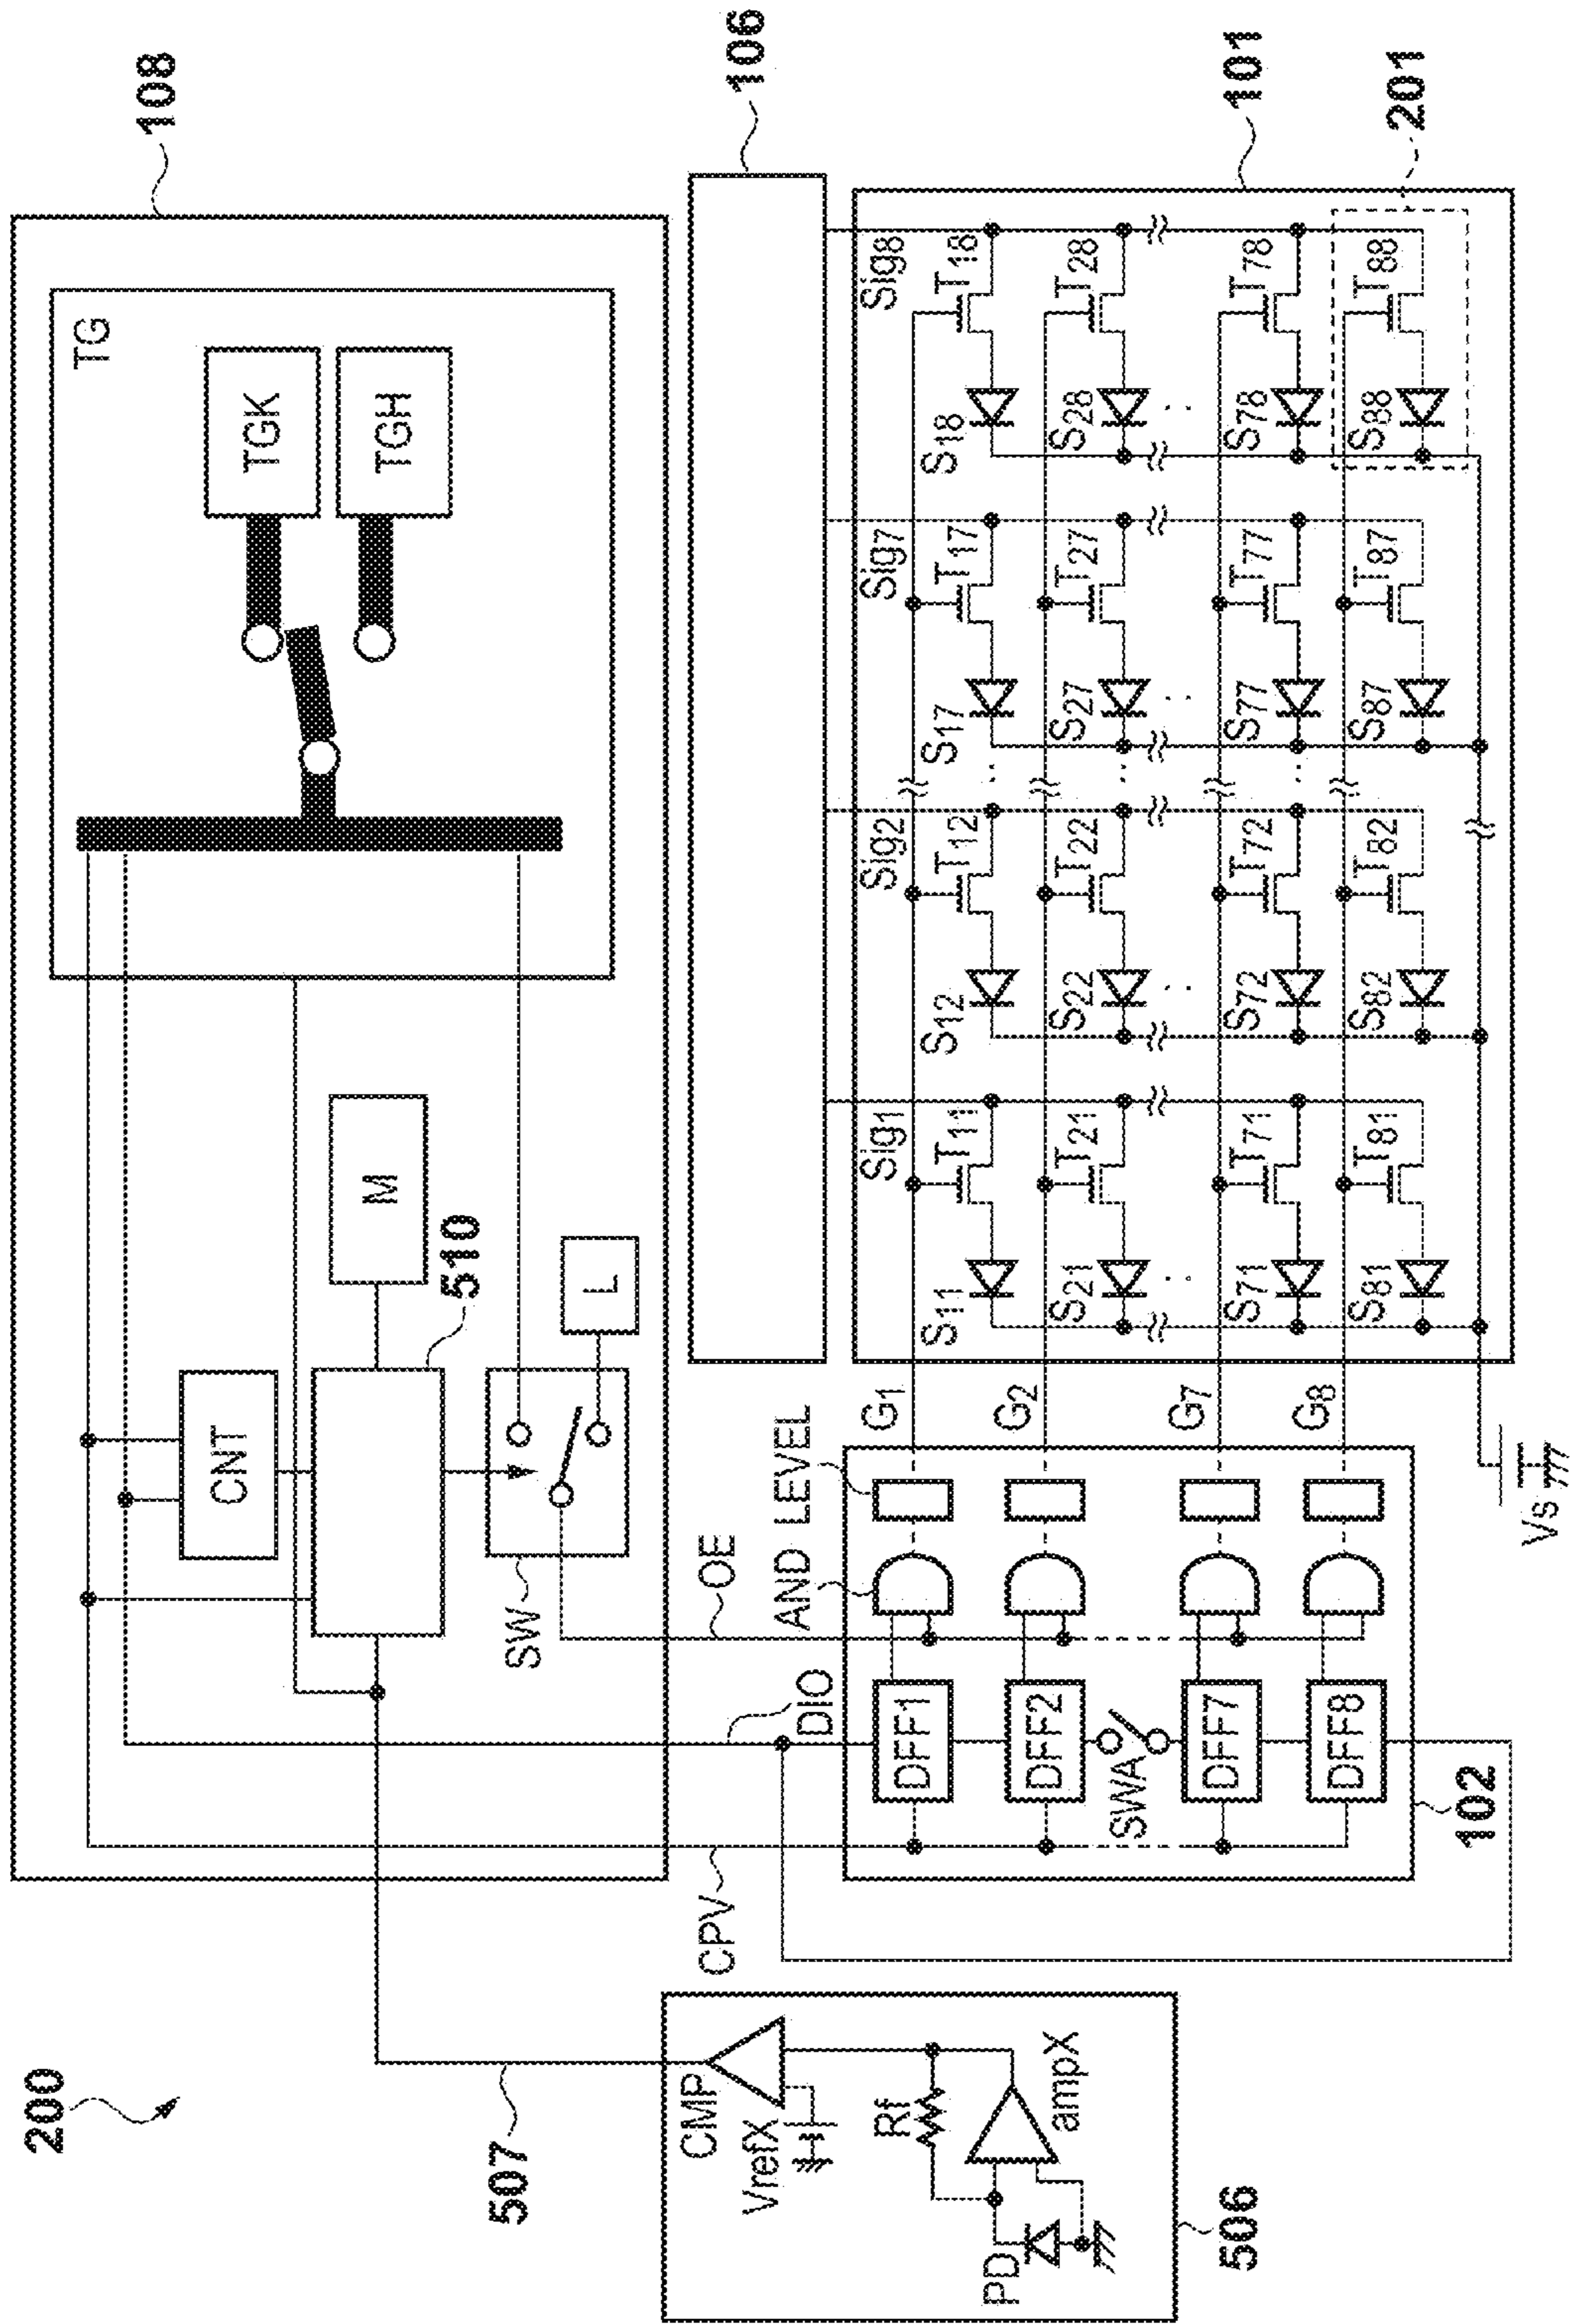 200
108
TG
TGK
TGH
M
510
CNT
L
SW
507
CMP
VrefX
Rf
ampX
PD
506
CPV
DIO
OE
AND
LEVEL
DFF1
DFF2
SWA
DFF7
DFF8
102
G1
G2
G7
G8
Vs
106
101
201
Sig1
Sig2
Sig7
Sig8
S11
T11
S12
T12
S17
T17
S18
T18
S21
T21
S22
T22
S27
T27
S28
T28
S71
T71
S72
T72
S77
T77
S78
T78
S81
T81
S82
T82
S87
T87
S88
T88